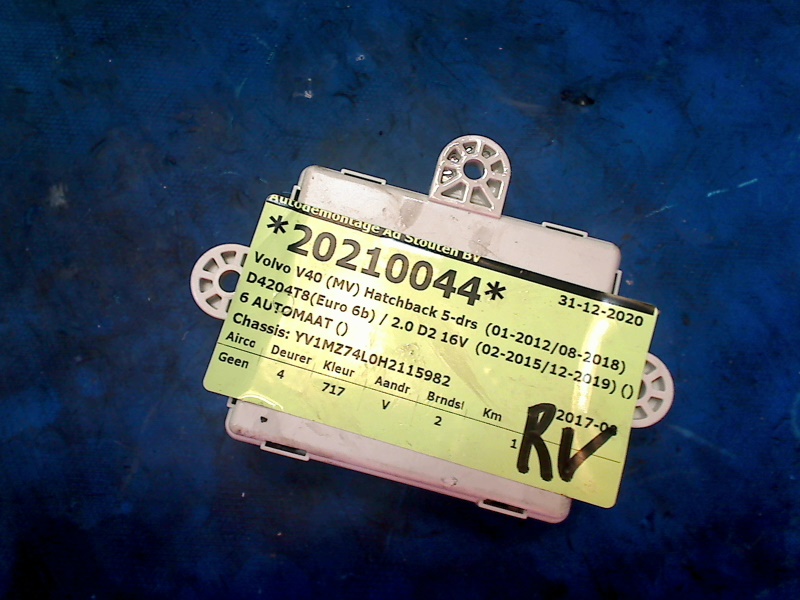 Autodemontage Ad Stouten BV
*20210044* 31-12-2020
Volvo V40 (MV) Hatchback 5-drs (01-2012/08-2018)
D4204T8(Euro 6b) / 2.0 D2 16V (02-2015/12-2019) ()
6 AUTOMAAT ()
Chassis: YV1MZ74L0H2115982
Airco Deurer Kleur Aandr Brnds Km 2017-0
Geen 4 717 V 2 1
RV